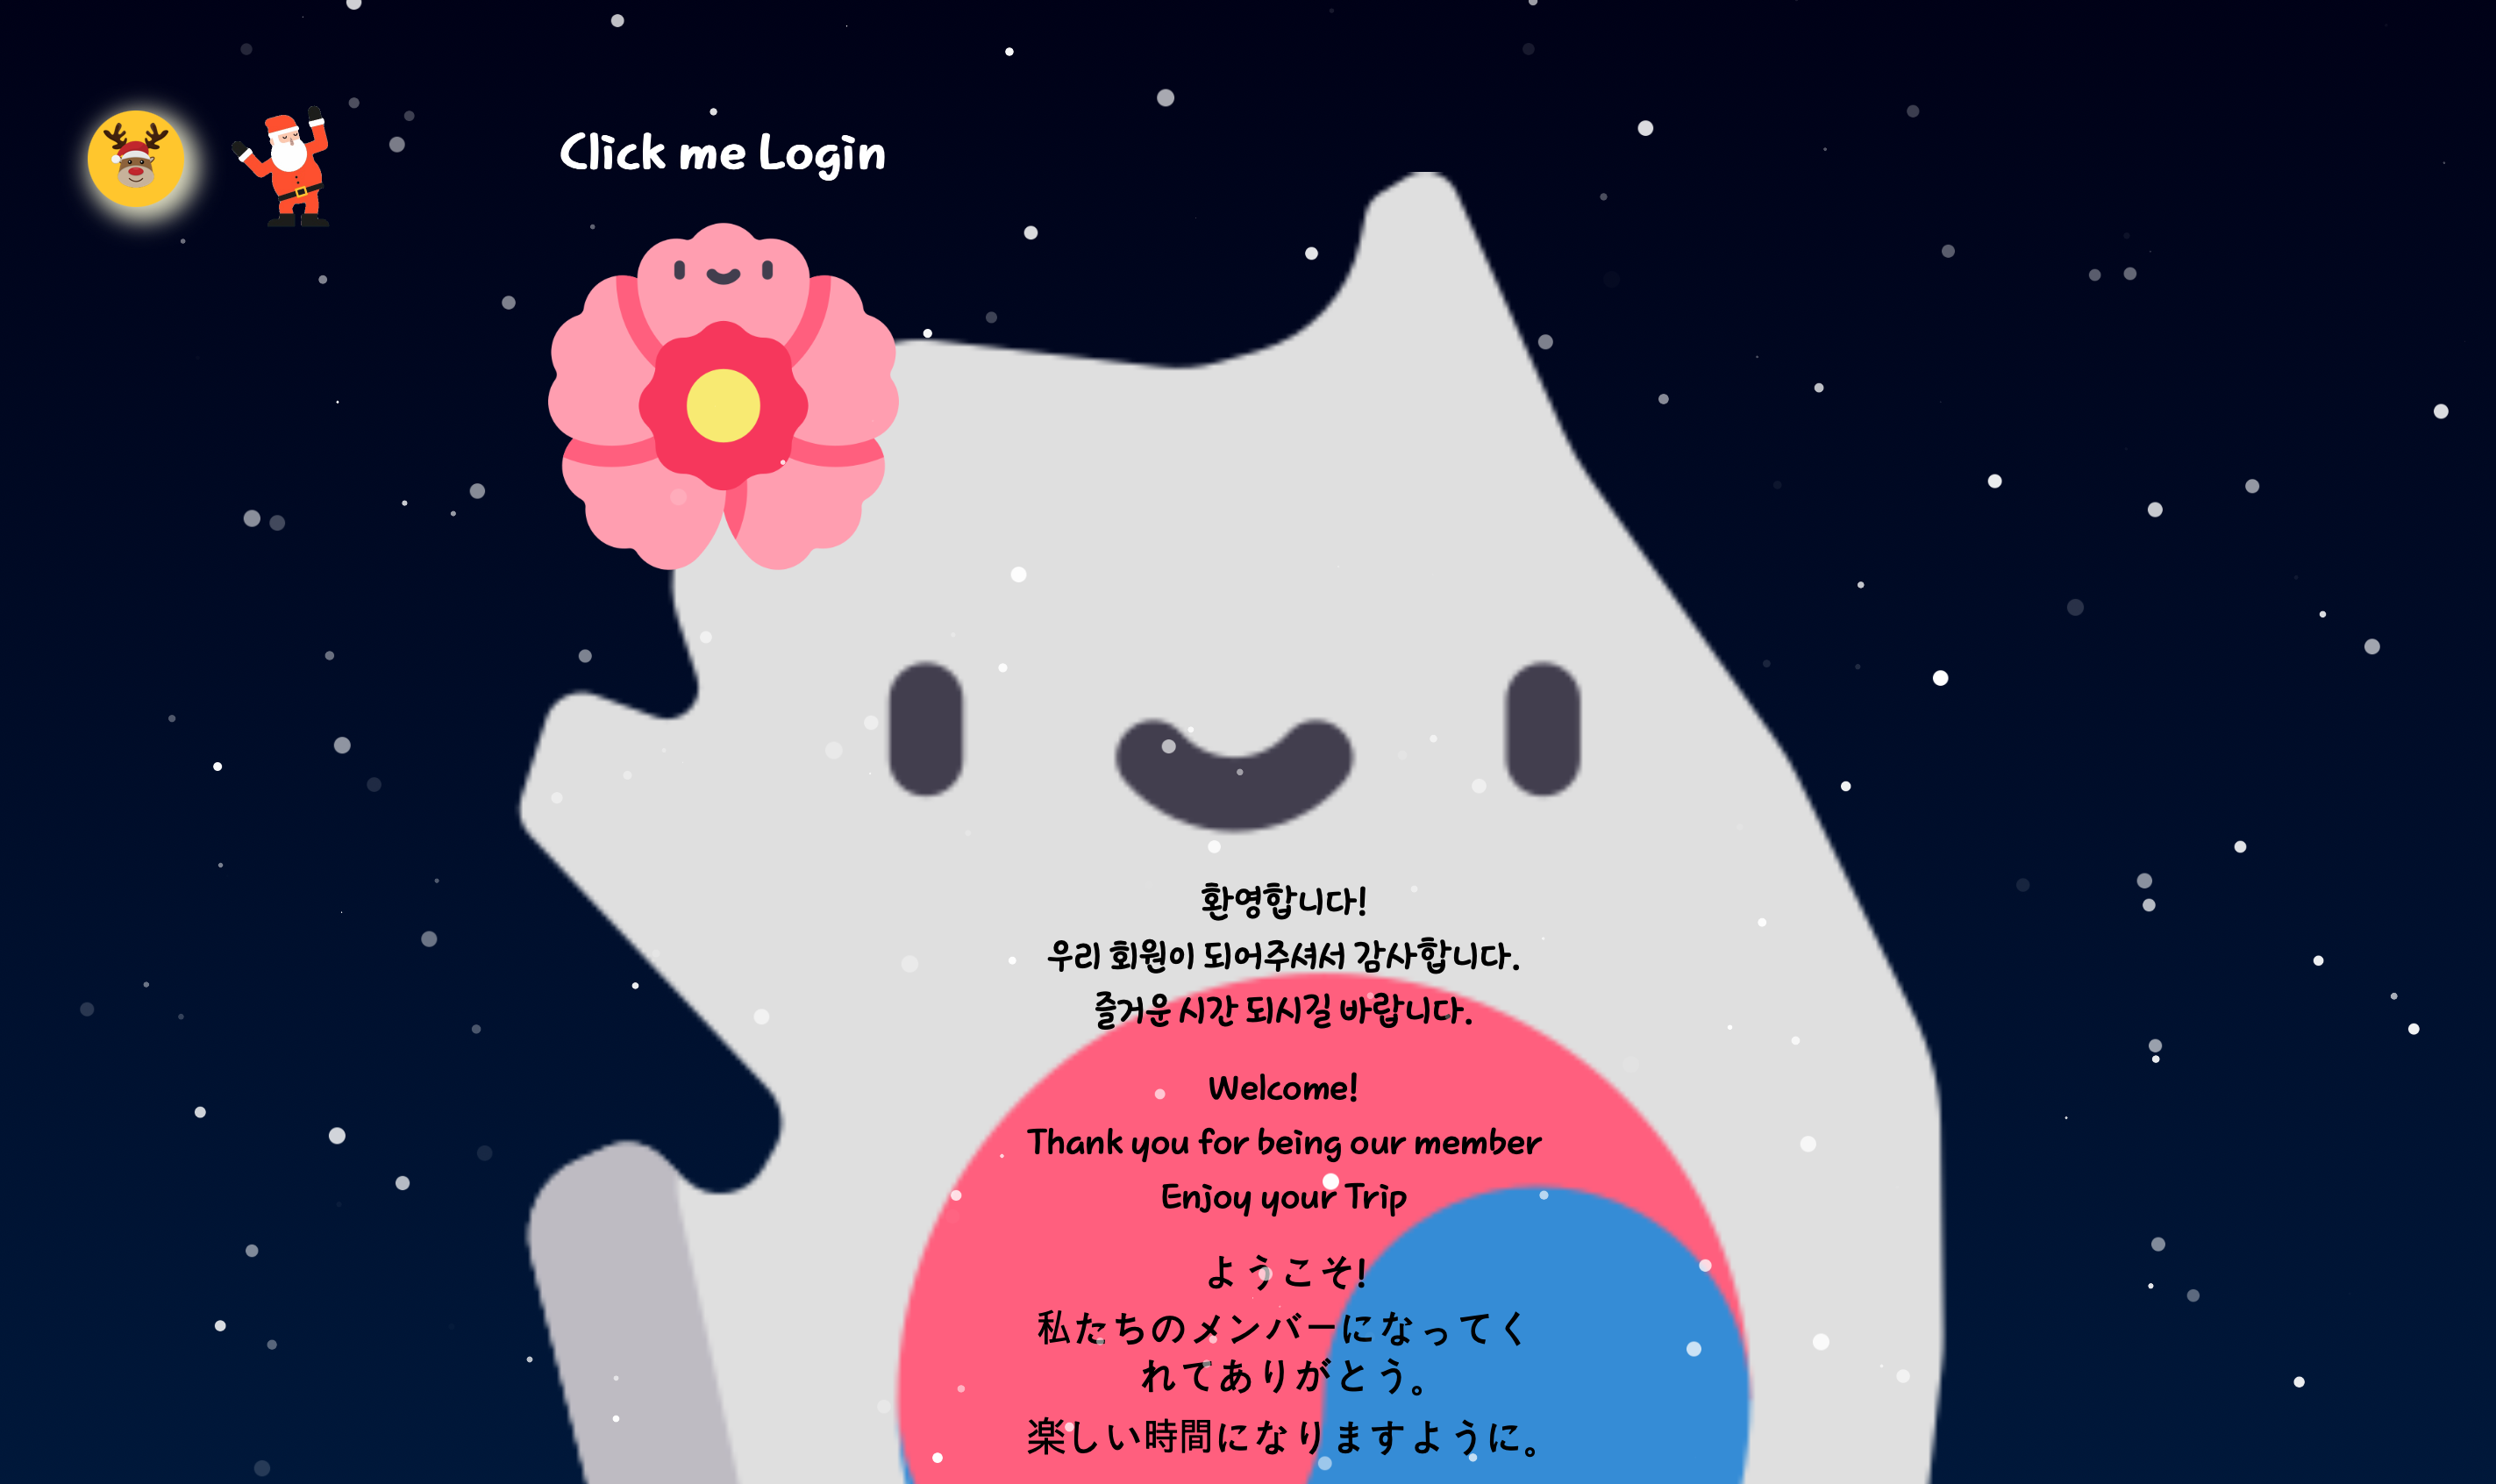 Click me Login
환영합니다!
우리 회원이 되어주셔서 감사합니다.
즐거운 시간 되시길 바랍니다.
Welcome!
Thank you for being our member
Enjoy your Trip
ようこそ!
私たちのメンバーになってく
れてありがとう。
楽しい時間になりますように。